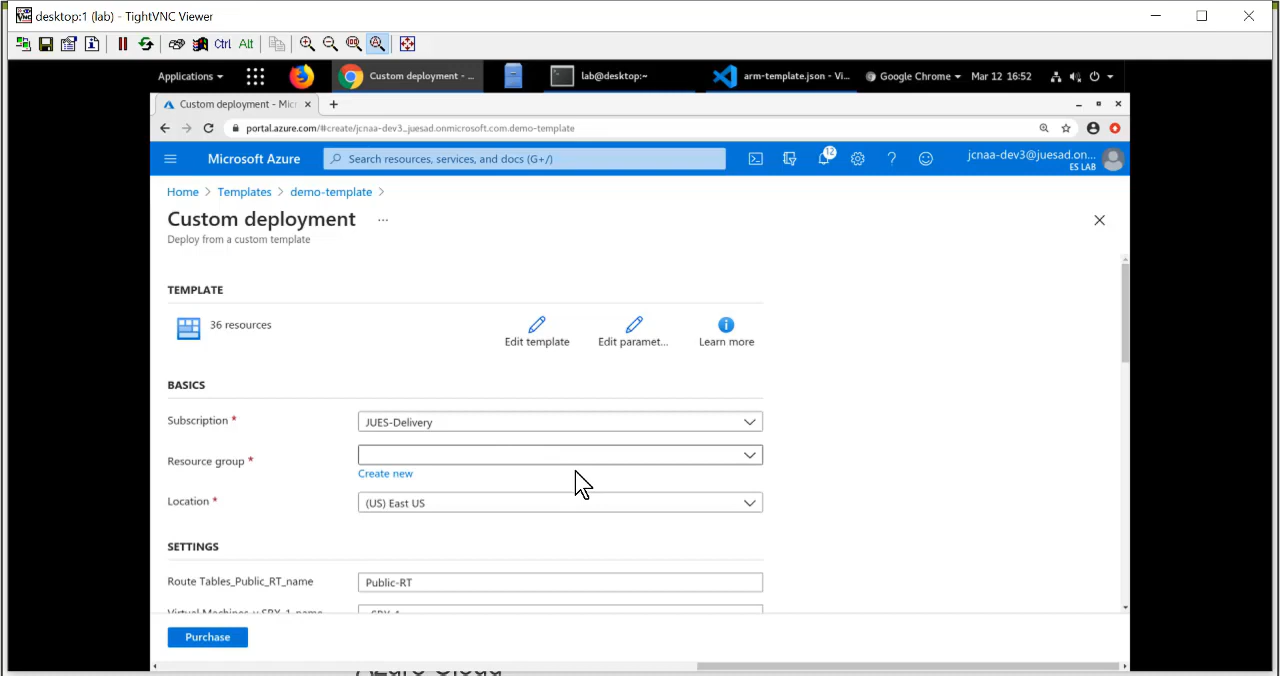 desktop:1 (lab) - TightVNC Viewer
Ctrl Alt
Applications
Custom deployment - ...
lab@desktop:~
arm-template.json - Vi...
Google Chrome
Mar 12 16:52
Custom deployment - Mic
portal.azure.com/#create/jcnaa-dev3_juesad.onmicrosoft.com.demo-template
Microsoft Azure
Search resources, services, and docs (G+/)
12
jcnaa-dev3@juesad.on...
ES LAB
Home > Templates > demo-template >
Custom deployment ...
Deploy from a custom template
TEMPLATE
36 resources
Edit template
Edit paramet...
Learn more
BASICS
Subscription *
JUES-Delivery
Resource group *
Create new
Location *
(US) East US
SETTINGS
Route Tables_Public_RT_name
Public-RT
Purchase
Azure Cloud